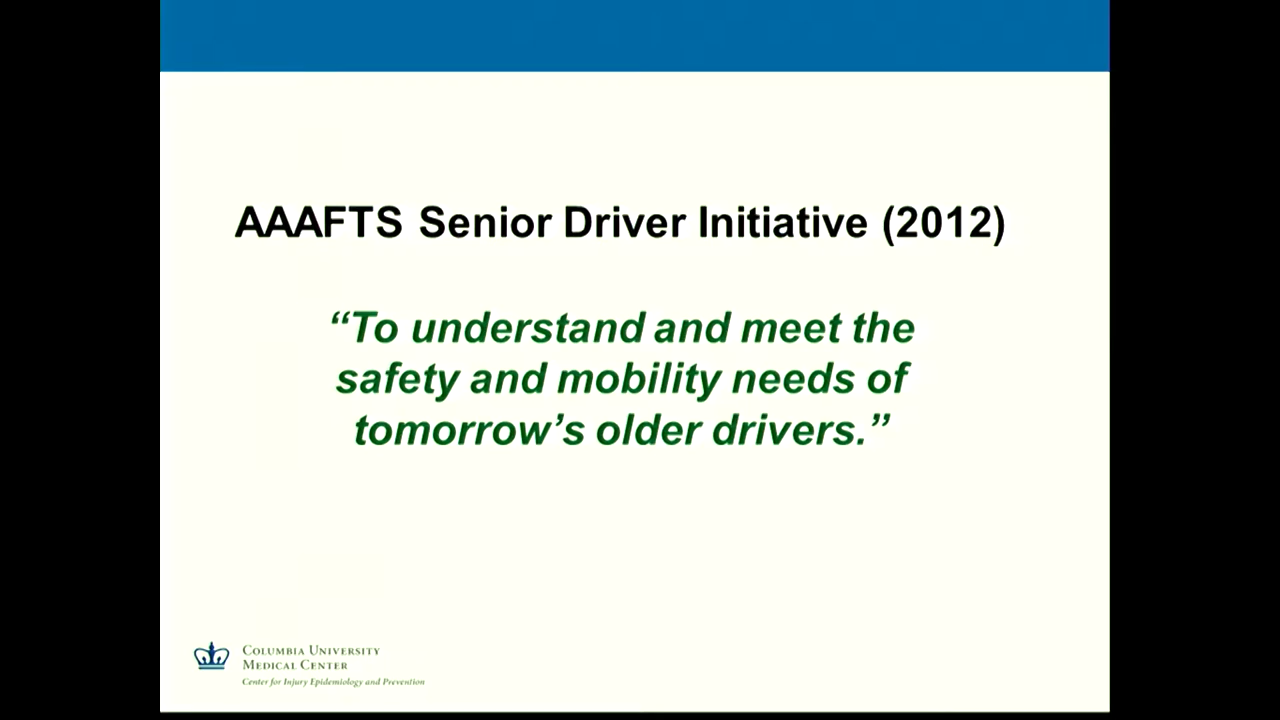 AAAFTS Senior Driver Initiative (2012)
“To understand and meet the
safety and mobility needs of
tomorrow’s older drivers.”
COLUMBIA UNIVERSITY
MEDICAL CENTER
Center for Injury Epidemiology and Prevention